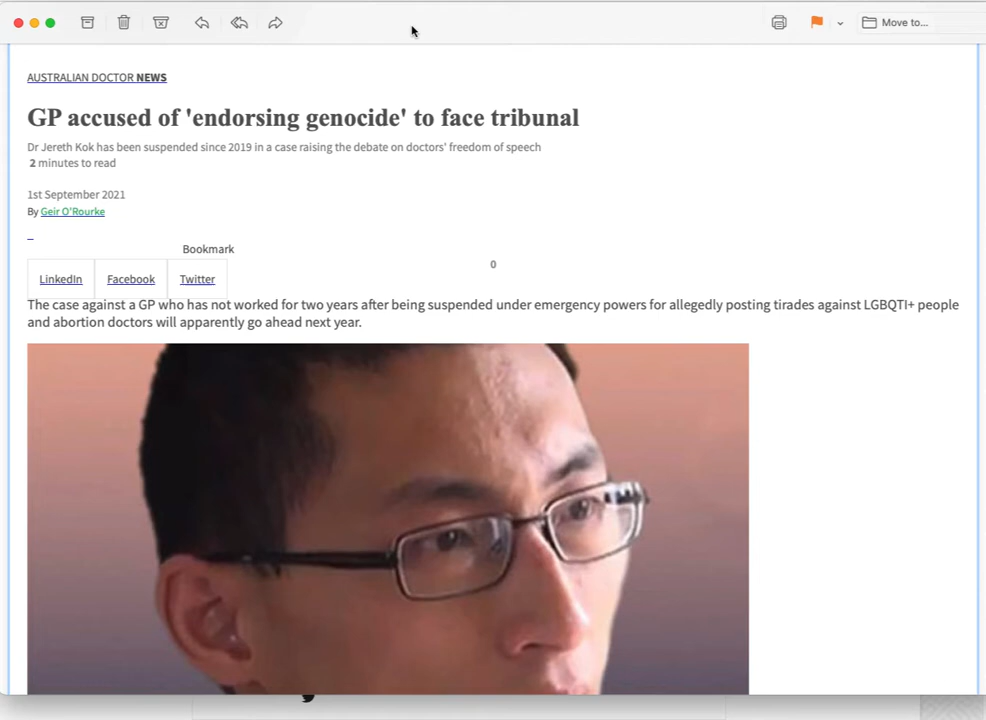 Move to...
AUSTRALIAN DOCTOR NEWS
GP accused of 'endorsing genocide' to face tribunal
Dr Jereth Kok has been suspended since 2019 in a case raising the debate on doctors' freedom of speech
2 minutes to read
1st September 2021
By Geir O'Rourke
–
Bookmark
0
LinkedIn Facebook Twitter
The case against a GP who has not worked for two years after being suspended under emergency powers for allegedly posting tirades against LGBQTI+ people
and abortion doctors will apparently go ahead next year.